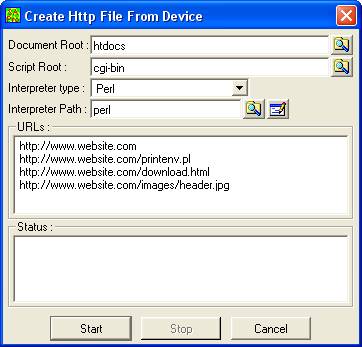 Create Http File From Device
Document Root : htdocs
Script Root : cgi-bin
Interpreter type : Perl
Interpreter Path : perl
URLs :
http://www.website.com
http://www.website.com/printenv.pl
http://www.website.com/download.html
http://www.website.com/images/header.jpg
Status :
Start Stop Cancel